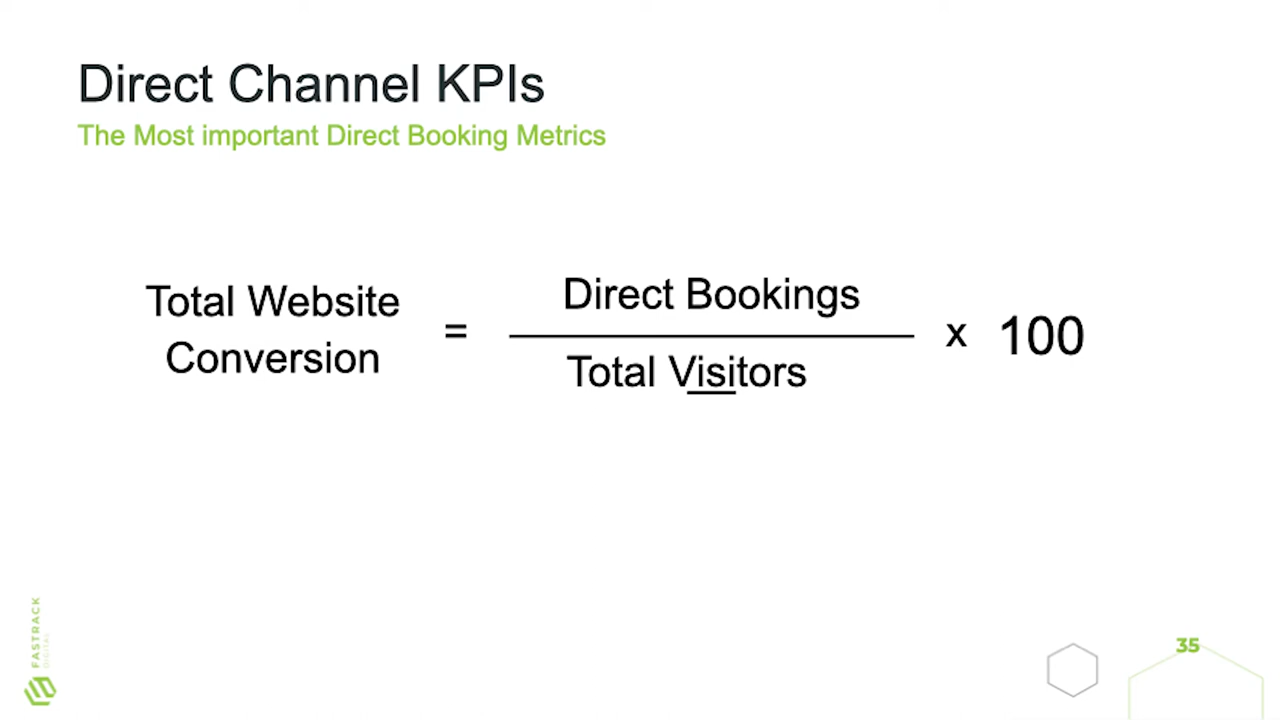 Direct Channel KPIs
The Most important Direct Booking Metrics
Total Website
Conversion
=
Direct Bookings
Total Visitors
x 100
FASTRACK
DIGITAL
35